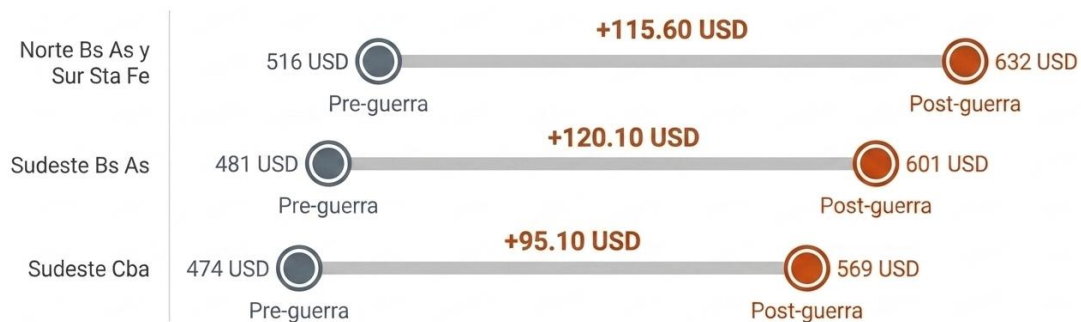 +115.60 USD
Norte Bs As y
Sur Sta Fe
516 USD
632 USD
Pre-guerra
Post-guerra
+120.10 USD
Sudeste Bs As
481 USD
601 USD
Pre-guerra
Post-guerra
+95.10 USD
Sudeste Cba
474 USD
569 USD
Pre-guerra
Post-guerra